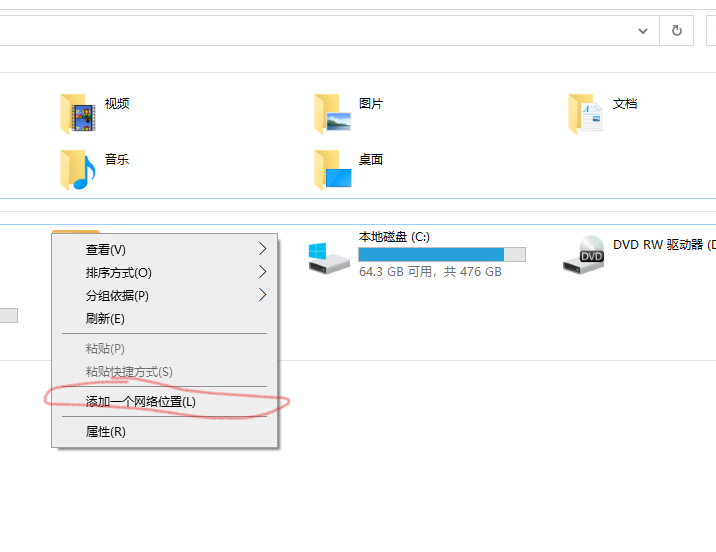 视频
图片
文档
音乐
桌面
本地磁盘 (C:)
64.3 GB 可用，共 476 GB
DVD RW 驱动器 (D
DVD
查看(V)
排序方式(O)
分组依据(P)
刷新(E)
粘贴(P)
粘贴快捷方式(S)
添加一个网络位置(L)
属性(R)